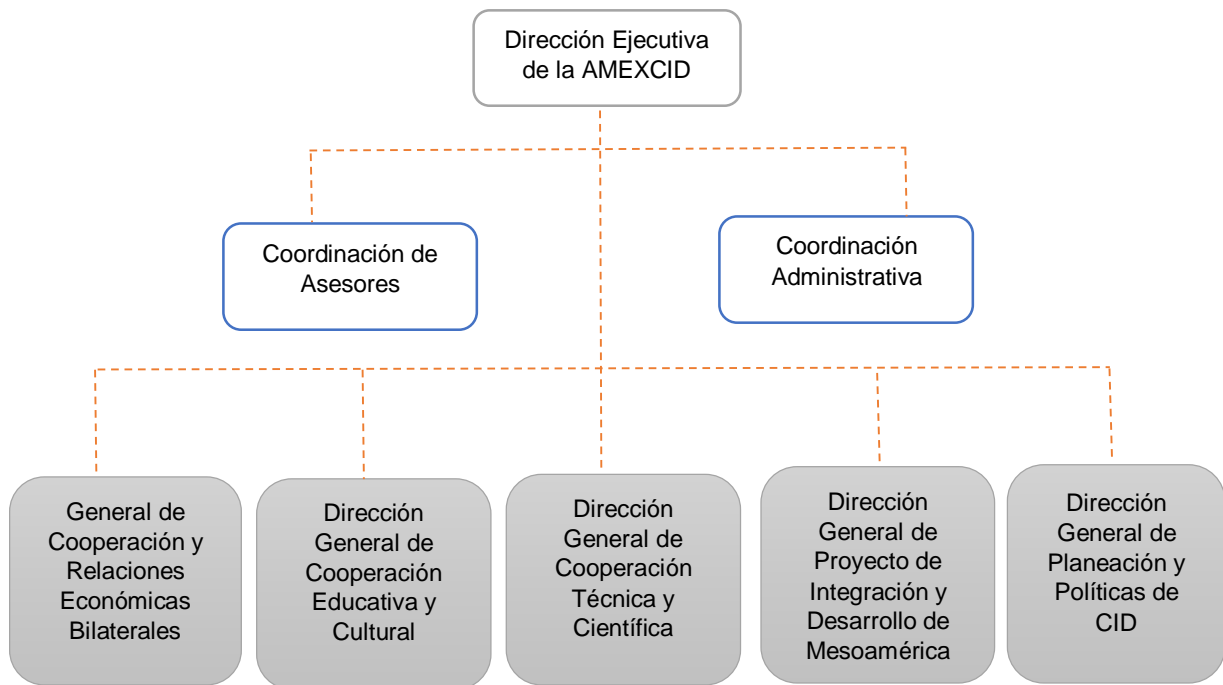 Dirección Ejecutiva
de la AMEXCID
Coordinación de
Asesores
Coordinación
Administrativa
General de
Cooperación y
Relaciones
Económicas
Bilaterales
Dirección
General de
Cooperación
Educativa y
Cultural
Dirección
General de
Cooperación
Técnica y
Científica
Dirección
General de
Proyecto de
Integración y
Desarrollo de
Mesoamérica
Dirección
General de
Planeación y
Políticas de
CID